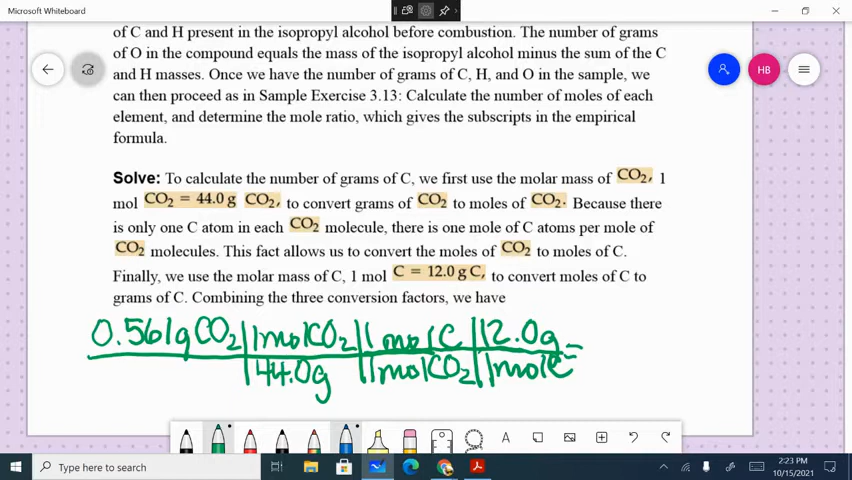 Microsoft Whiteboard
of C and H present in the isopropyl alcohol before combustion. The number of grams
of O in the compound equals the mass of the isopropyl alcohol minus the sum of the C
and H masses. Once we have the number of grams of C, H, and O in the sample, we
can then proceed as in Sample Exercise 3.13: Calculate the number of moles of each
element, and determine the mole ratio, which gives the subscripts in the empirical
formula.
HB
Solve: To calculate the number of grams of C, we first use the molar mass of CO₂, 1
mol CO₂ = 44.0 g CO₂, to convert grams of CO₂ to moles of CO₂. Because there
is only one C atom in each CO₂ molecule, there is one mole of C atoms per mole of
CO₂ molecules. This fact allows us to convert the moles of CO₂ to moles of C.
Finally, we use the molar mass of C, 1 mol C = 12.0 g C, to convert moles of C to
grams of C. Combining the three conversion factors, we have
0.561g CO₂ | 1molCO₂ | 1 mol C | 12.0g =
44.0g | 1molCO₂ | 1molC
A
Type here to search
2:23 PM
10/15/2021